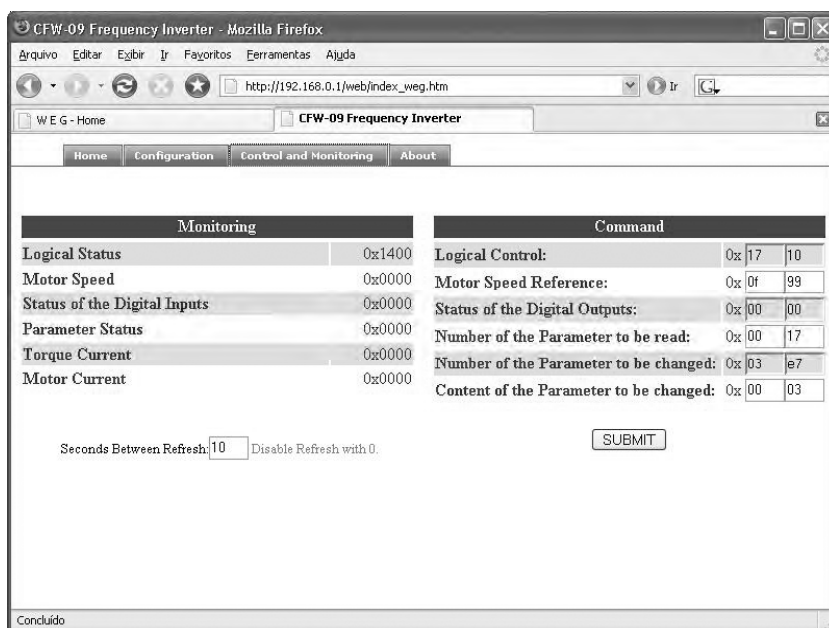 CFW-09 Frequency Inverter - Mozilla Firefox
Arquivo Editar Exibir Ir Favoritos Ferramentas Ajuda
http://192.168.0.1/web/index_weg.htm Ir G
W E G - Home CFW-09 Frequency Inverter
Home Configuration Control and Monitoring About
Monitoring
Logical Status 0x1400
Motor Speed 0x0000
Status of the Digital Inputs 0x0000
Parameter Status 0x0000
Torque Current 0x0000
Motor Current 0x0000
Seconds Between Refresh: 10 Disable Refresh with 0.
Command
Logical Control: 0x 17 10
Motor Speed Reference: 0x 0f 99
Status of the Digital Outputs: 0x 00 00
Number of the Parameter to be read: 0x 00 17
Number of the Parameter to be changed: 0x 03 e7
Content of the Parameter to be changed: 0x 00 03
SUBMIT
Concluído